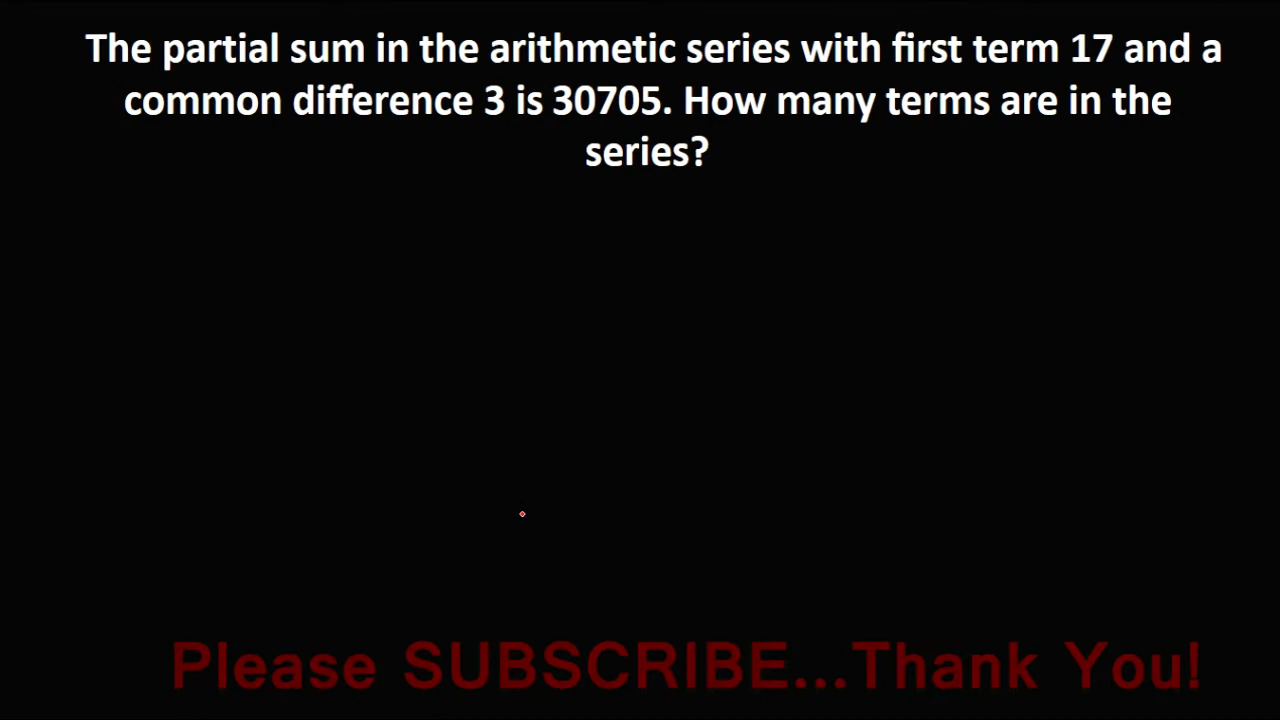 The partial sum in the arithmetic series with first term 17 and a
common difference 3 is 30705. How many terms are in the
series?
Please SUBSCRIBE...Thank You!